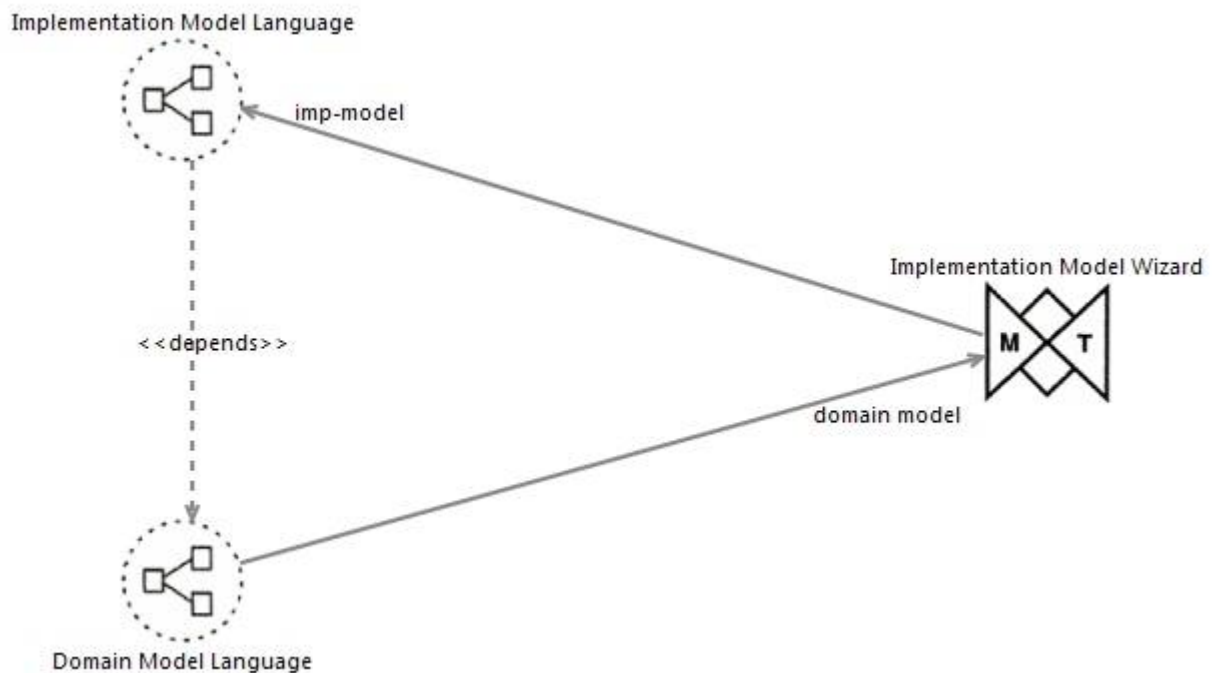 Implementation Model Language
imp-model
Implementation Model Wizard
<<depends>>
M T
domain model
Domain Model Language